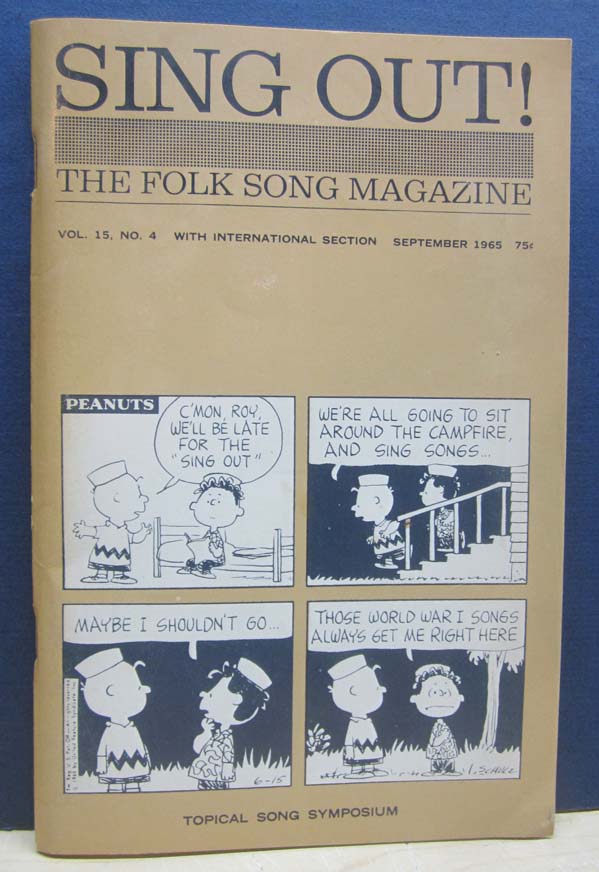 SING OUT!
THE FOLK SONG MAGAZINE
VOL. 15, NO. 4 WITH INTERNATIONAL SECTION SEPTEMBER 1965 75¢
PEANUTS
C'MON, ROY,
WE'LL BE LATE
FOR THE
"SING OUT"
WE'RE ALL GOING TO SIT
AROUND THE CAMPFIRE,
AND SING SONGS...
MAYBE I SHOULDN'T GO...
6-15
THOSE WORLD WAR I SONGS
ALWAYS GET ME RIGHT HERE
SCHULZ
TOPICAL SONG SYMPOSIUM